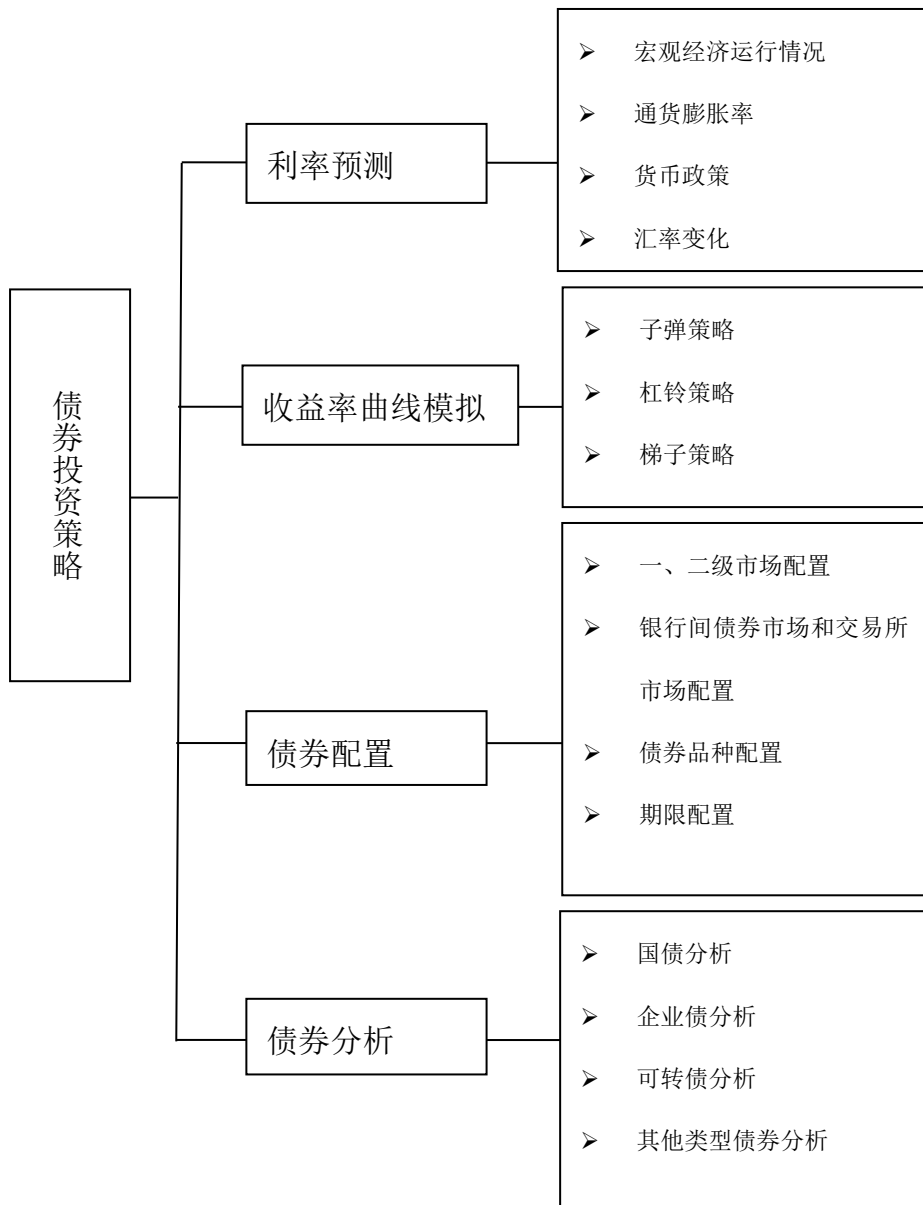 债券投资策略
利率预测
➢ 宏观经济运行情况
➢ 通货膨胀率
➢ 货币政策
➢ 汇率变化
收益率曲线模拟
➢ 子弹策略
➢ 杠铃策略
➢ 梯子策略
债券配置
➢ 一、二级市场配置
➢ 银行间债券市场和交易所
市场配置
➢ 债券品种配置
➢ 期限配置
债券分析
➢ 国债分析
➢ 企业债分析
➢ 可转债分析
➢ 其他类型债券分析